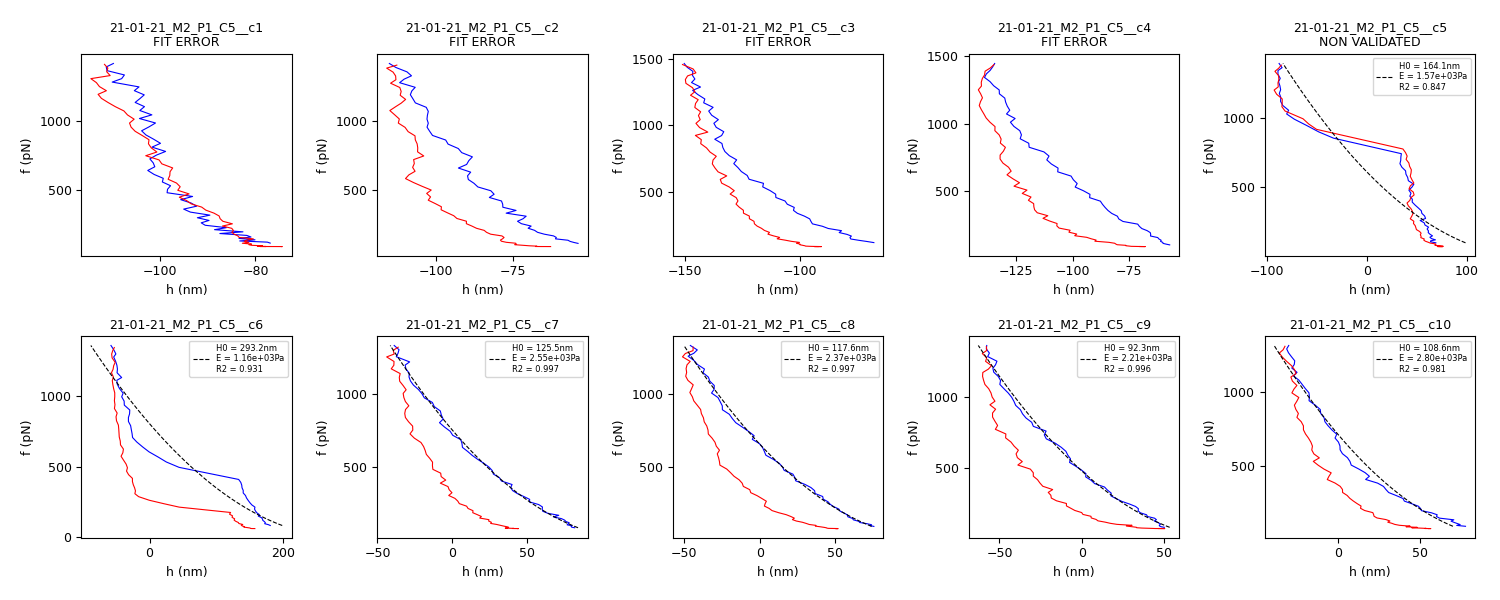 21-01-21_M2_P1_C5__c1
FIT ERROR
21-01-21_M2_P1_C5__c2
FIT ERROR
21-01-21_M2_P1_C5__c3
FIT ERROR
21-01-21_M2_P1_C5__c4
FIT ERROR
21-01-21_M2_P1_C5__c5
NON VALIDATED
f (pN)
1000
500
−100
−80
h (nm)
f (pN)
1000
500
−100
−75
h (nm)
f (pN)
1500
1000
500
−150
−100
h (nm)
f (pN)
1500
1000
500
−125
−100
−75
h (nm)
f (pN)
1000
500
H0 = 164.1nm
E = 1.57e+03Pa
R2 = 0.847
−100
0
100
h (nm)
21-01-21_M2_P1_C5__c6
f (pN)
1000
500
0
H0 = 293.2nm
E = 1.16e+03Pa
R2 = 0.931
0
200
h (nm)
21-01-21_M2_P1_C5__c7
f (pN)
1000
500
H0 = 125.5nm
E = 2.55e+03Pa
R2 = 0.997
−50
0
50
h (nm)
21-01-21_M2_P1_C5__c8
f (pN)
1000
500
H0 = 117.6nm
E = 2.37e+03Pa
R2 = 0.997
−50
0
50
h (nm)
21-01-21_M2_P1_C5__c9
f (pN)
1000
500
H0 = 92.3nm
E = 2.21e+03Pa
R2 = 0.996
−50
0
50
h (nm)
21-01-21_M2_P1_C5__c10
f (pN)
1000
500
H0 = 108.6nm
E = 2.80e+03Pa
R2 = 0.981
0
50
h (nm)